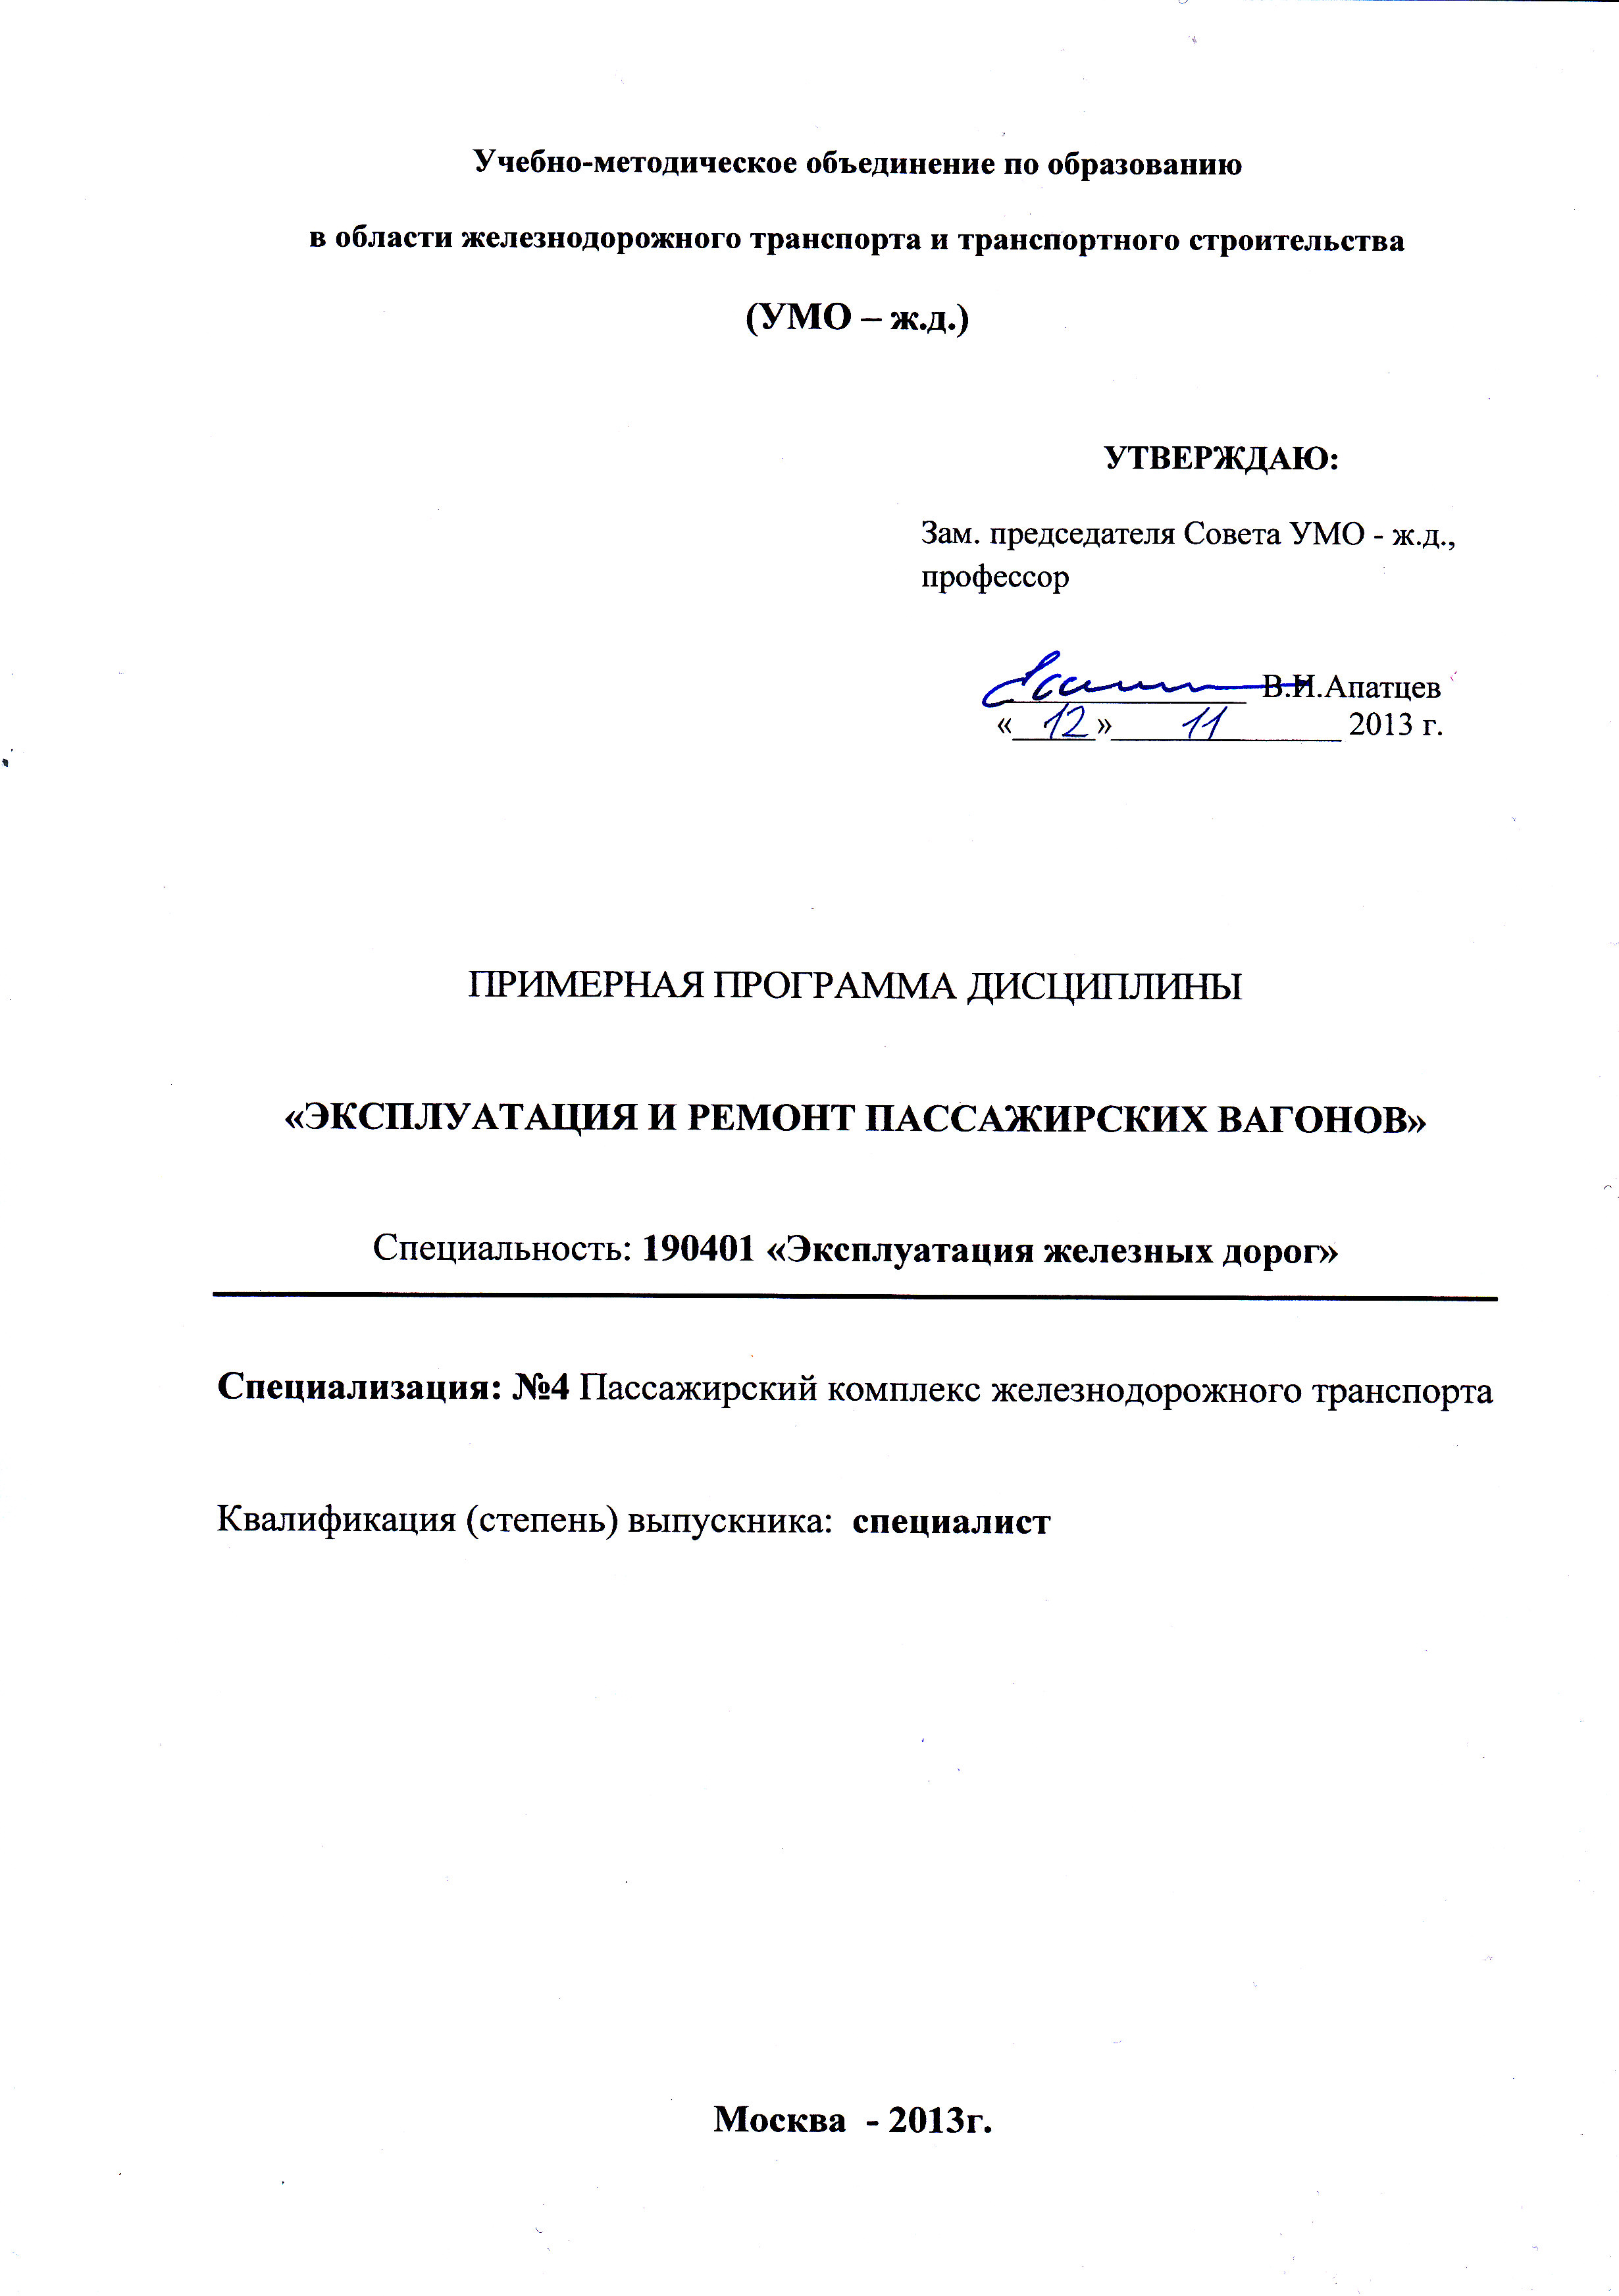 Учебно-методическое объединение по образованию
в области железнодорожного транспорта и транспортного строительства
(УМО – ж.д.)
УТВЕРЖДАЮ:
Зам. председателя Совета УМО - ж.д.,
профессор
В.И.Апатцев
«12» 11 2013 г.
ПРИМЕРНАЯ ПРОГРАММА ДИСЦИПЛИНЫ
«ЭКСПЛУАТАЦИЯ И РЕМОНТ ПАССАЖИРСКИХ ВАГОНОВ»
Специальность: 190401 «Эксплуатация железных дорог»
Специализация: №4 Пассажирский комплекс железнодорожного транспорта
Квалификация (степень) выпускника: специалист
Москва - 2013г.